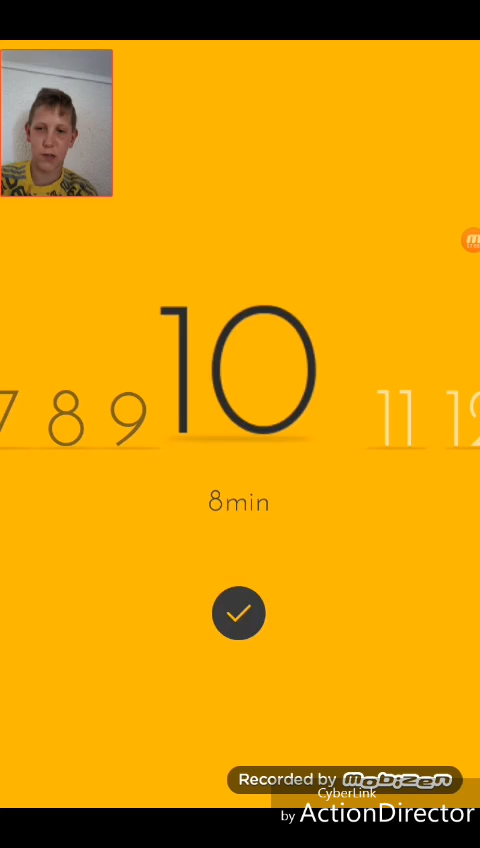 7 8 9 10 11 12
8min
Recorded by MOBIZEN
CyberLink
by ActionDirector